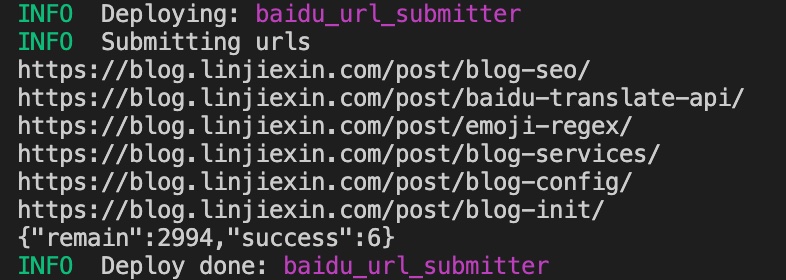 INFO  Deploying: baidu_url_submitter
INFO  Submitting urls
https://blog.linjiexin.com/post/blog-seo/
https://blog.linjiexin.com/post/baidu-translate-api/
https://blog.linjiexin.com/post/emoji-regex/
https://blog.linjiexin.com/post/blog-services/
https://blog.linjiexin.com/post/blog-config/
https://blog.linjiexin.com/post/blog-init/
{"remain":2994,"success":6}
INFO  Deploy done: baidu_url_submitter